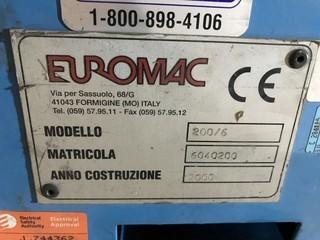 1-800-898-4106
EUROMAC
CE
Via per Sassuolo, 68/G
41043 FORMIGINE (MO) ITALY
Tel. (059) 57.95.11 - Fax (059) 57.95.12
MODELLO 200/6
MATRICOLA 6040200
ANNO COSTRUZIONE 2000
Electrical
Safety
Authority
Electrical
Approval